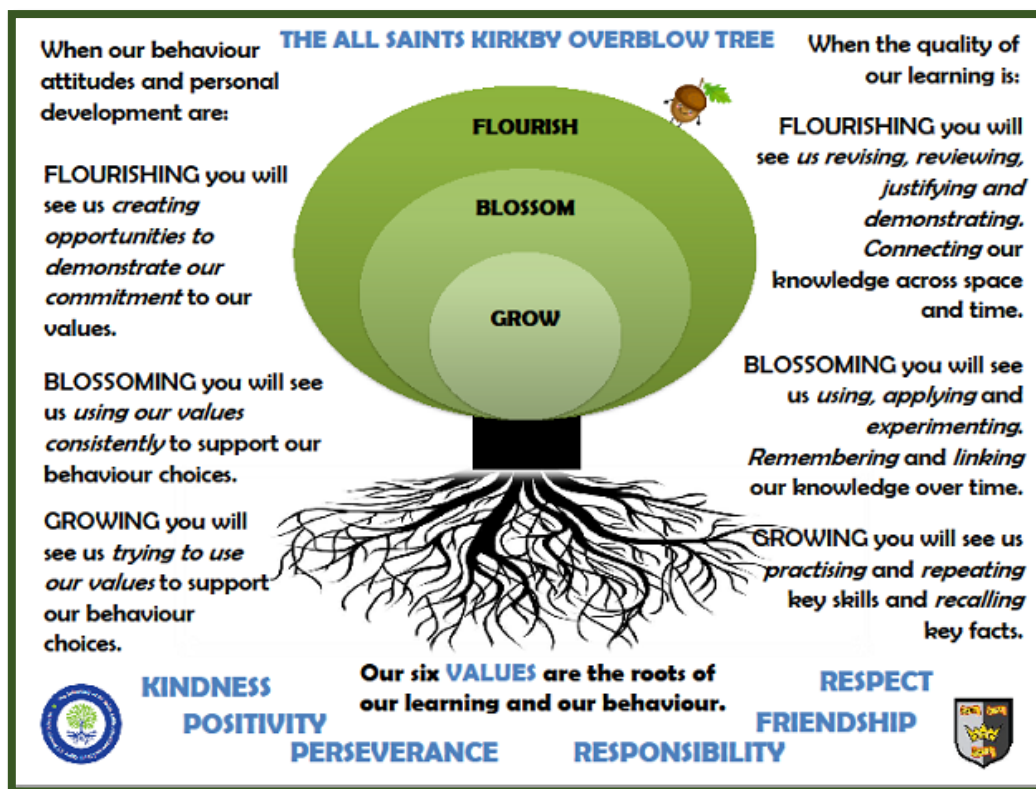 THE ALL SAINTS KIRKBY OVERBLOW TREE
When our behaviour
attitudes and personal
development are:
FLOURISHING you will
see us creating
opportunities to
demonstrate our
commitment to our
values.
BLOSSOMING you will see
us using our values
consistently to support our
behaviour choices.
GROWING you will
see us trying to use
our values to support
our behaviour
choices.
FLOURISH
BLOSSOM
GROW
When the quality of
our learning is:
FLOURISHING you will
see us revising, reviewing,
justifying and
demonstrating.
Connecting our
knowledge across space
and time.
BLOSSOMING you will see
us using, applying and
experimenting.
Remembering and linking
our knowledge over time.
GROWING you will see us
practising and repeating
key skills and recalling
key facts.
Our six VALUES are the roots of
our learning and our behaviour.
KINDNESS
POSITIVITY
PERSEVERANCE
RESPONSIBILITY
FRIENDSHIP
RESPECT